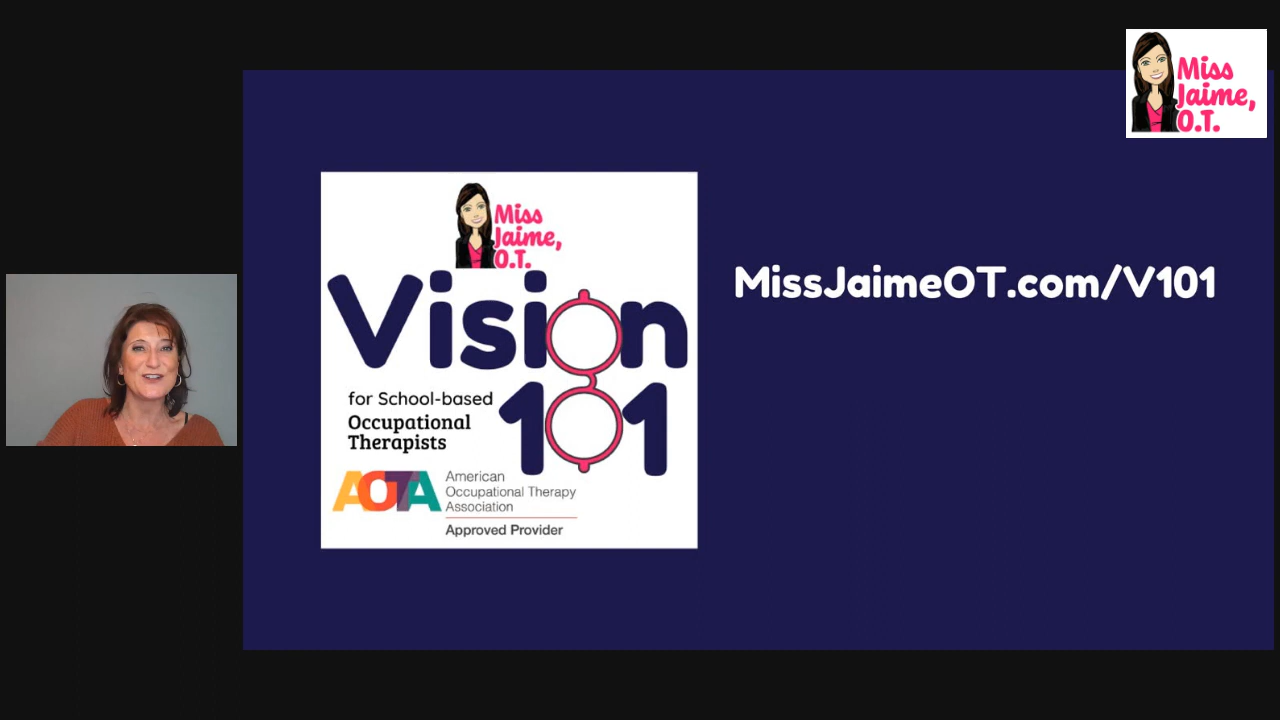 Miss
Jaime,
O.T.
Miss
Jaime,
O.T.
Vision
101
for School-based
Occupational
Therapists
AOTA
American
Occupational Therapy
Association
Approved Provider
MissJaimeOT.com/V101